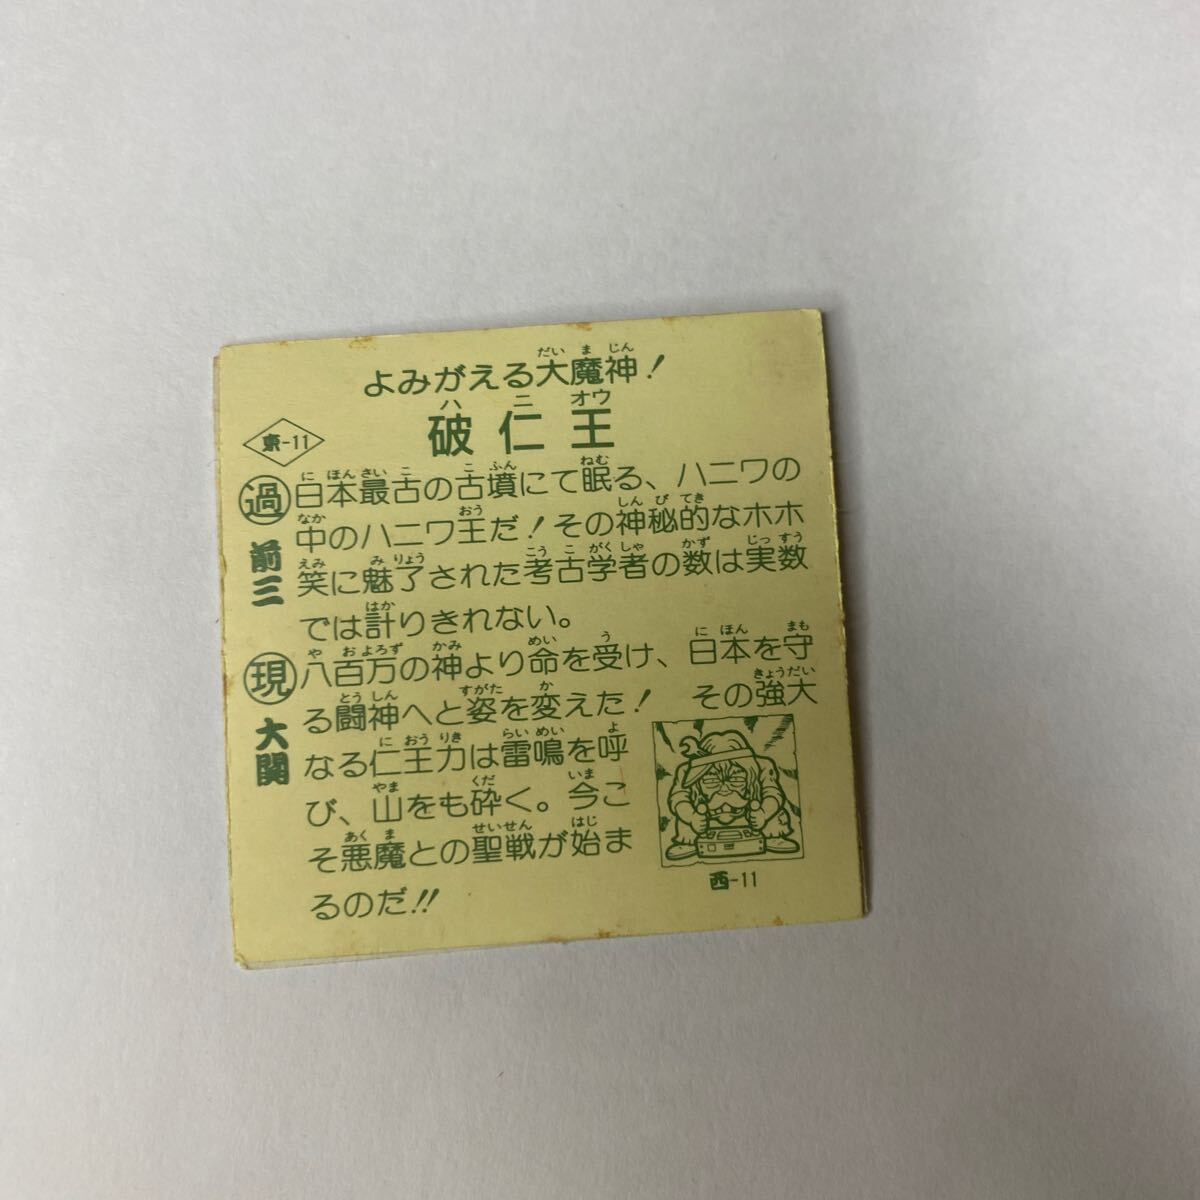 よみがえる大魔神!
東-11
破仁王
過
前三
日本最古の古墳にて眠る、ハニワの
中のハニワ王だ!その神秘的なホホ
笑に魅了された考古学者の数は実数
では計りきれない。
現
大関
八百万の神より命を受け、日本を守
る闘神へと姿を変えた! その強大
なる仁王力は雷鳴を呼
び、山をも砕く。今こ
そ悪魔との聖戦が始ま
るのだ!!
西-11